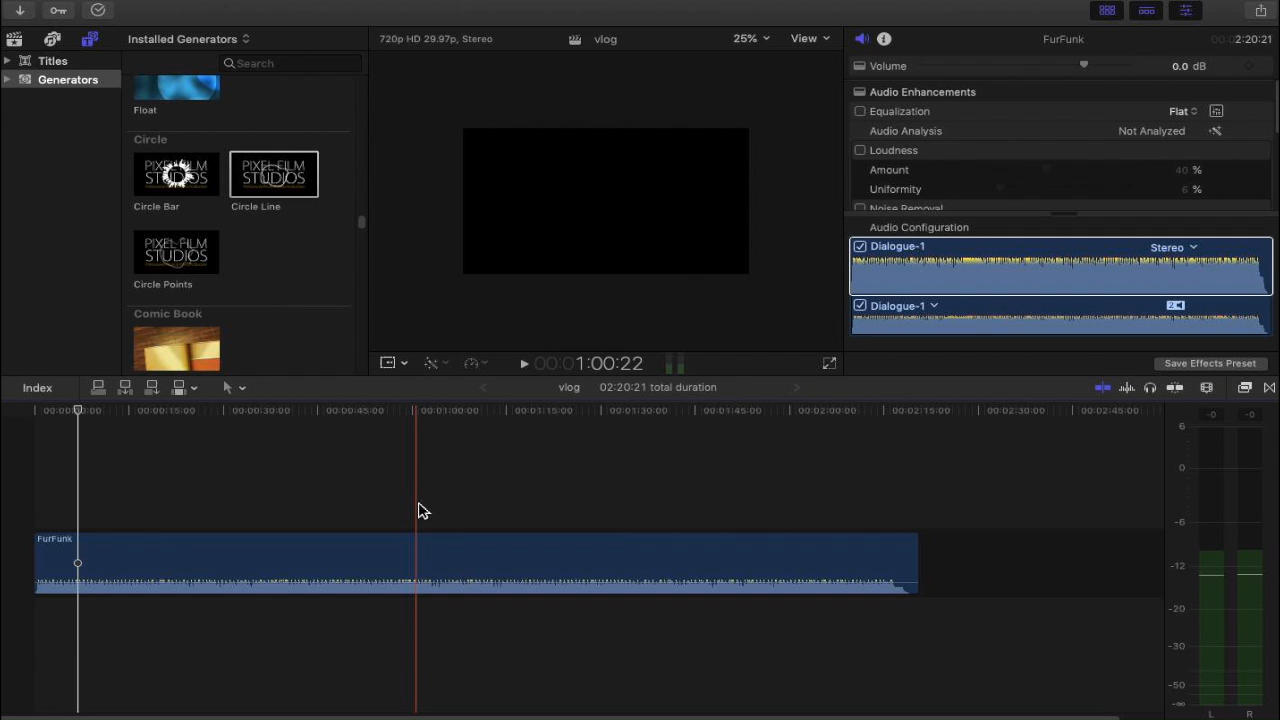 Installed Generators
720p HD 29.97p, Stereo
vlog
25%
View
FurFunk
00:00:02:20:21
Titles
Generators
Search
Float
Circle
PIXEL FILM
STUDIOS
Circle Bar
PIXEL FILM
STUDIOS
Circle Line
PIXEL FILM
STUDIOS
Circle Points
Comic Book
00:00:1:00:22
Volume
0.0 dB
Audio Enhancements
Equalization
Flat
Audio Analysis
Not Analyzed
Loudness
Amount
40 %
Uniformity
6 %
Noise Removal
Audio Configuration
Dialogue-1
Stereo
Dialogue-1
2
Save Effects Preset
Index
vlog
02:20:21 total duration
00:00:15:00
00:00:30:00
00:00:45:00
00:01:00:00
00:01:15:00
00:01:30:00
00:01:45:00
00:02:00:00
00:02:15:00
00:02:30:00
00:02:45:00
FurFunk
-0
-0
6
0
-6
-12
-20
-30
-50
-∞
L
R